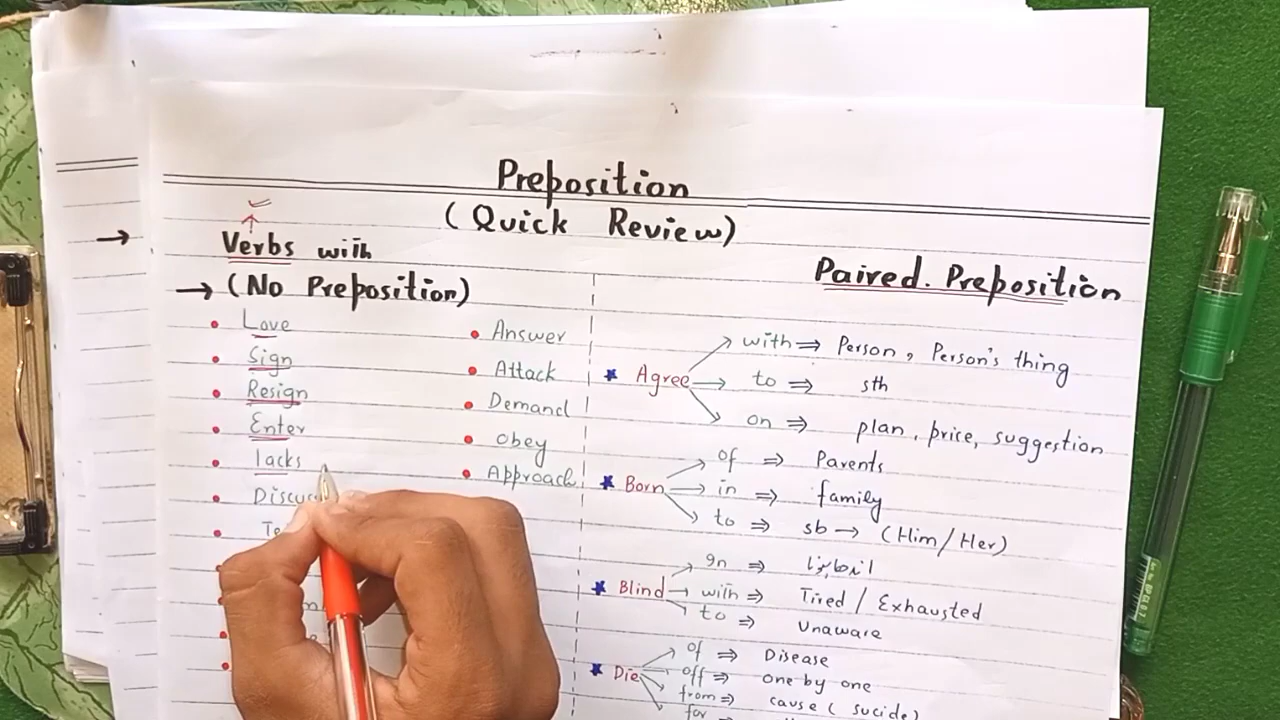 Preposition
(Quick Review)
Verbs with
→ (No Preposition)
• Love
• Sign
• Resign
• Enter
• lacks
• Answer
• Attack
• Demand
• obey
• Approach
Paired. Preposition
★ Agree → with ⇒ Person, Person's thing
→ to ⇒ sth
→ on ⇒ plan, price, suggestion
★ Born → of ⇒ Parents
→ in ⇒ family
→ to ⇒ sb → (Him/Her)
★ Blind → in ⇒
→ with ⇒ Tired / Exhausted
→ to ⇒ Unaware
★ Die → of ⇒ Disease
off ⇒ one by one
from ⇒ cause (sucide)
for ⇒